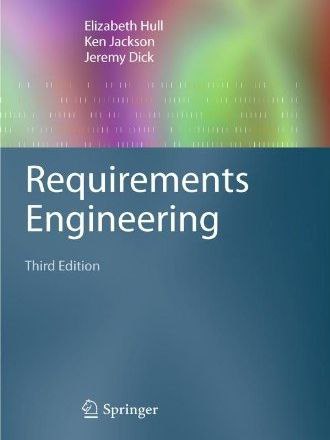 Elizabeth Hull
Ken Jackson
Jeremy Dick
Requirements
Engineering
Third Edition
Springer